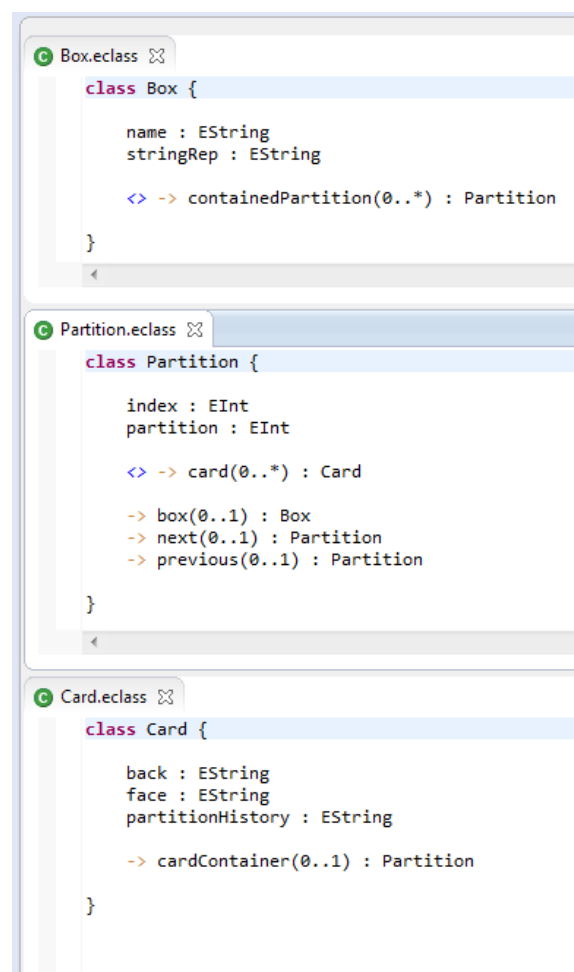 Box.eclass
class Box {
name : EString
stringRep : EString
<> -> containedPartition(0..*) : Partition
}
Partition.eclass
class Partition {
index : EInt
partition : EInt
<> -> card(0..*) : Card
-> box(0..1) : Box
-> next(0..1) : Partition
-> previous(0..1) : Partition
}
Card.eclass
class Card {
back : EString
face : EString
partitionHistory : EString
-> cardContainer(0..1) : Partition
}